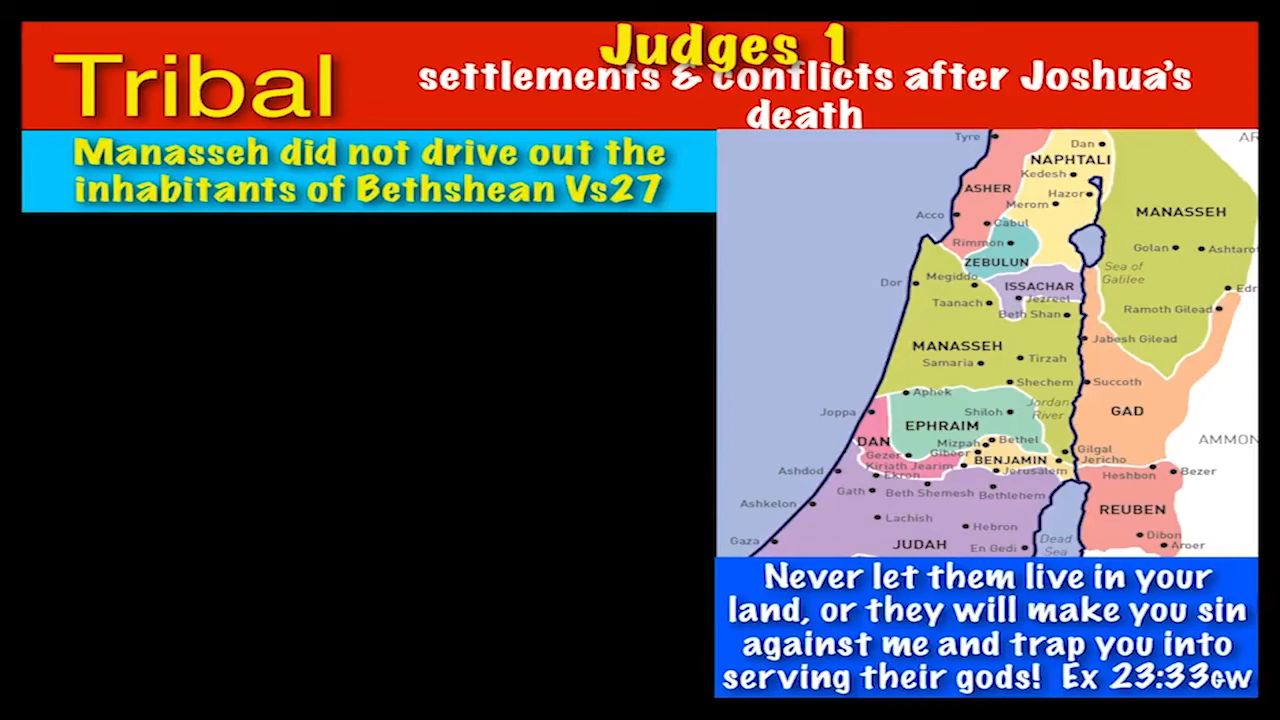 Judges 1
Tribal
settlements & conflicts after Joshua's
death
Manasseh did not drive out the
inhabitants of Bethshean Vs27
Tyre
Dan
NAPHTALI
Kedesh
ASHER
Hazor
Merom
MANASSEH
Acco
Cabul
Rimmon
Golan
Ashtarot
ZEBULUN
Sea of
Galilee
Megiddo
Dor
ISSACHAR
Jezreel
Taanach
Beth Shan
Ramoth Gilead
Jabesh Gilead
MANASSEH
Samaria
Tirzah
Shechem
Succoth
Aphek
Jordan
River
Joppa
Shiloh
GAD
EPHRAIM
DAN
Mizpah
Bethel
AMMON
Gezer
Gibeon
BENJAMIN
Gilgal
Jericho
Kiriath Jearim
Jerusalem
Ekron
Ashdod
Heshbon
Bezer
Gath
Beth Shemesh
Bethlehem
Ashkelon
REUBEN
Lachish
Hebron
Gaza
JUDAH
En Gedi
Dead
Sea
Dibon
Aroer
Never let them live in your
land, or they will make you sin
against me and trap you into
serving their gods! Ex 23:33GW